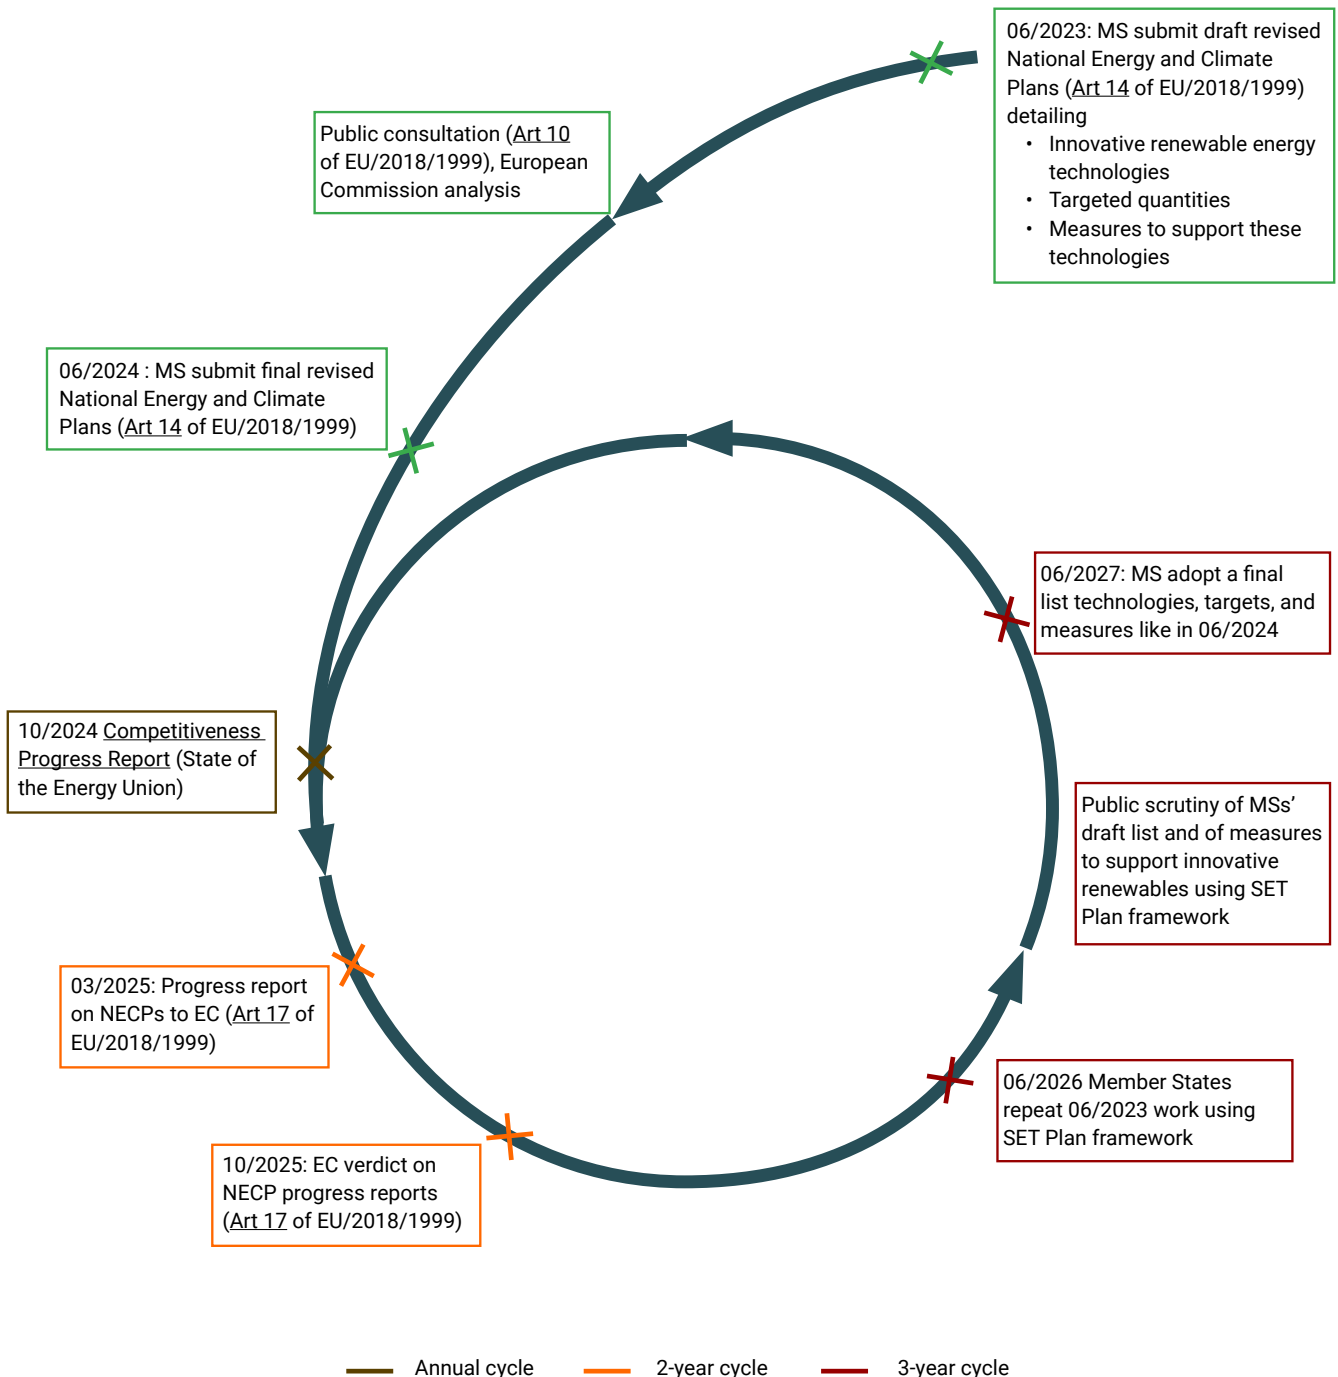 06/2023: MS submit draft revised
National Energy and Climate
Plans (Art 14 of EU/2018/1999)
detailing
• Innovative renewable energy
technologies
• Targeted quantities
• Measures to support these
technologies
Public consultation (Art 10
of EU/2018/1999), European
Commission analysis
06/2024 : MS submit final revised
National Energy and Climate
Plans (Art 14 of EU/2018/1999)
10/2024 Competitiveness
Progress Report (State of
the Energy Union)
03/2025: Progress report
on NECPs to EC (Art 17 of
EU/2018/1999)
10/2025: EC verdict on
NECP progress reports
(Art 17 of EU/2018/1999)
06/2026 Member States
repeat 06/2023 work using
SET Plan framework
Public scrutiny of MSs’
draft list and of measures
to support innovative
renewables using SET
Plan framework
06/2027: MS adopt a final
list technologies, targets, and
measures like in 06/2024
Annual cycle
2-year cycle
3-year cycle